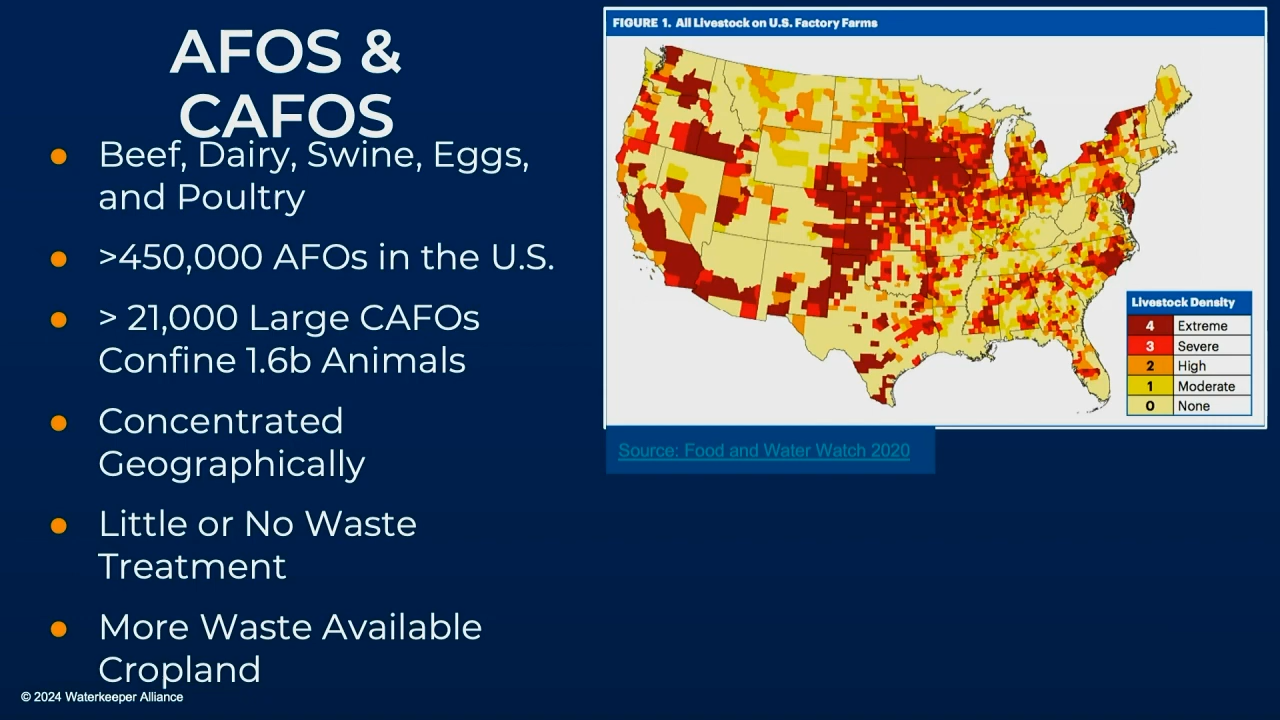 AFOS &
CAFOS
Beef, Dairy, Swine, Eggs,
and Poultry
>450,000 AFOs in the U.S.
> 21,000 Large CAFOs
Confine 1.6b Animals
Concentrated
Geographically
Little or No Waste
Treatment
More Waste Available
Cropland
© 2024 Waterkeeper Alliance
FIGURE 1. All Livestock on U.S. Factory Farms
Livestock Density
4 Extreme
3 Severe
2 High
1 Moderate
0 None
Source: Food and Water Watch 2020